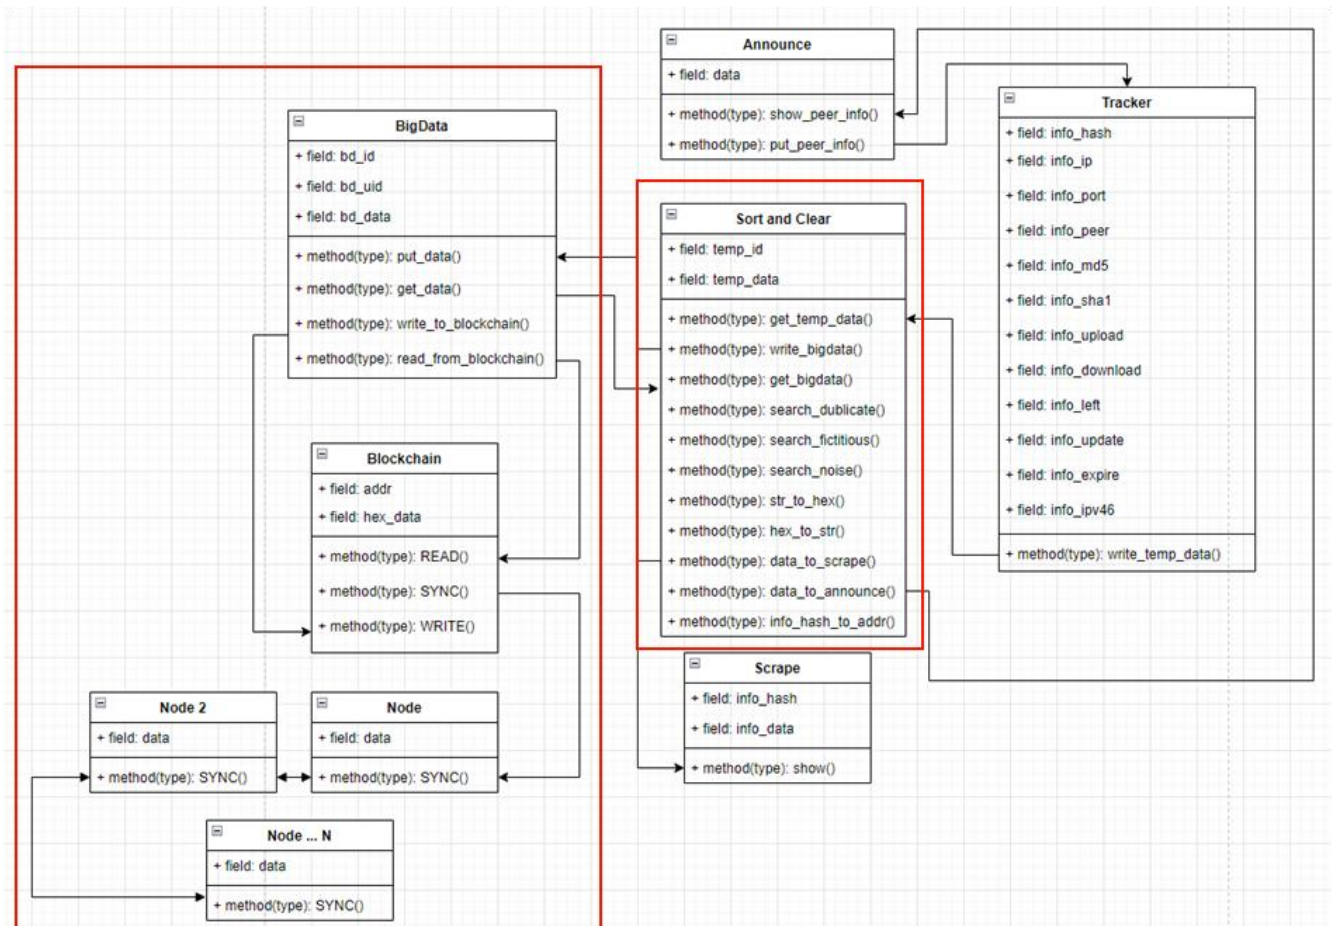 Announce
+ field: data
+ method(type): show_peer_info()
+ method(type): put_peer_info()
Tracker
+ field: info_hash
+ field: info_ip
+ field: info_port
+ field: info_peer
+ field: info_md5
+ field: info_sha1
+ field: info_upload
+ field: info_download
+ field: info_left
+ field: info_update
+ field: info_expire
+ field: info_ipv46
+ method(type): write_temp_data()
BigData
+ field: bd_id
+ field: bd_uid
+ field: bd_data
+ method(type): put_data()
+ method(type): get_data()
+ method(type): write_to_blockchain()
+ method(type): read_from_blockchain()
Sort and Clear
+ field: temp_id
+ field: temp_data
+ method(type): get_temp_data()
+ method(type): write_bigdata()
+ method(type): get_bigdata()
+ method(type): search_dublicate()
+ method(type): search_fictitious()
+ method(type): search_noise()
+ method(type): str_to_hex()
+ method(type): hex_to_str()
+ method(type): data_to_scrape()
+ method(type): data_to_announce()
+ method(type): info_hash_to_addr()
Blockchain
+ field: addr
+ field: hex_data
+ method(type): READ()
+ method(type): SYNC()
+ method(type): WRITE()
Scrape
+ field: info_hash
+ field: info_data
+ method(type): show()
Node 2
+ field: data
+ method(type): SYNC()
Node
+ field: data
+ method(type): SYNC()
Node ... N
+ field: data
+ method(type): SYNC()